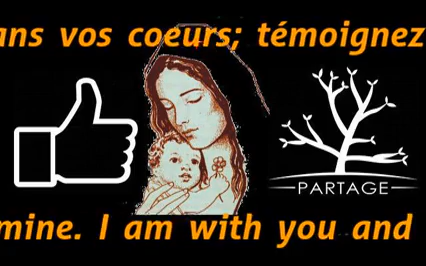 ans vos coeurs; témoignez
PARTAGE
mine. I am with you and